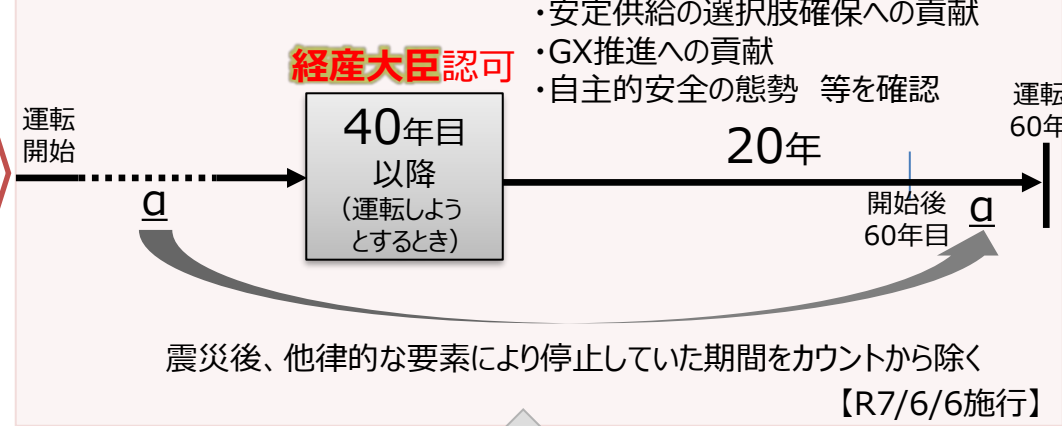 ・安定供給の選択肢確保への貢献
・GX推進への貢献
・自主的安全の態勢 等を確認
経産大臣認可
運転
開始
40年目
以降
（運転しよう
とするとき）
20年
運転
60年
a
開始後
60年目
a
震災後、他律的な要素により停止していた期間をカウントから除く
【R7/6/6施行】